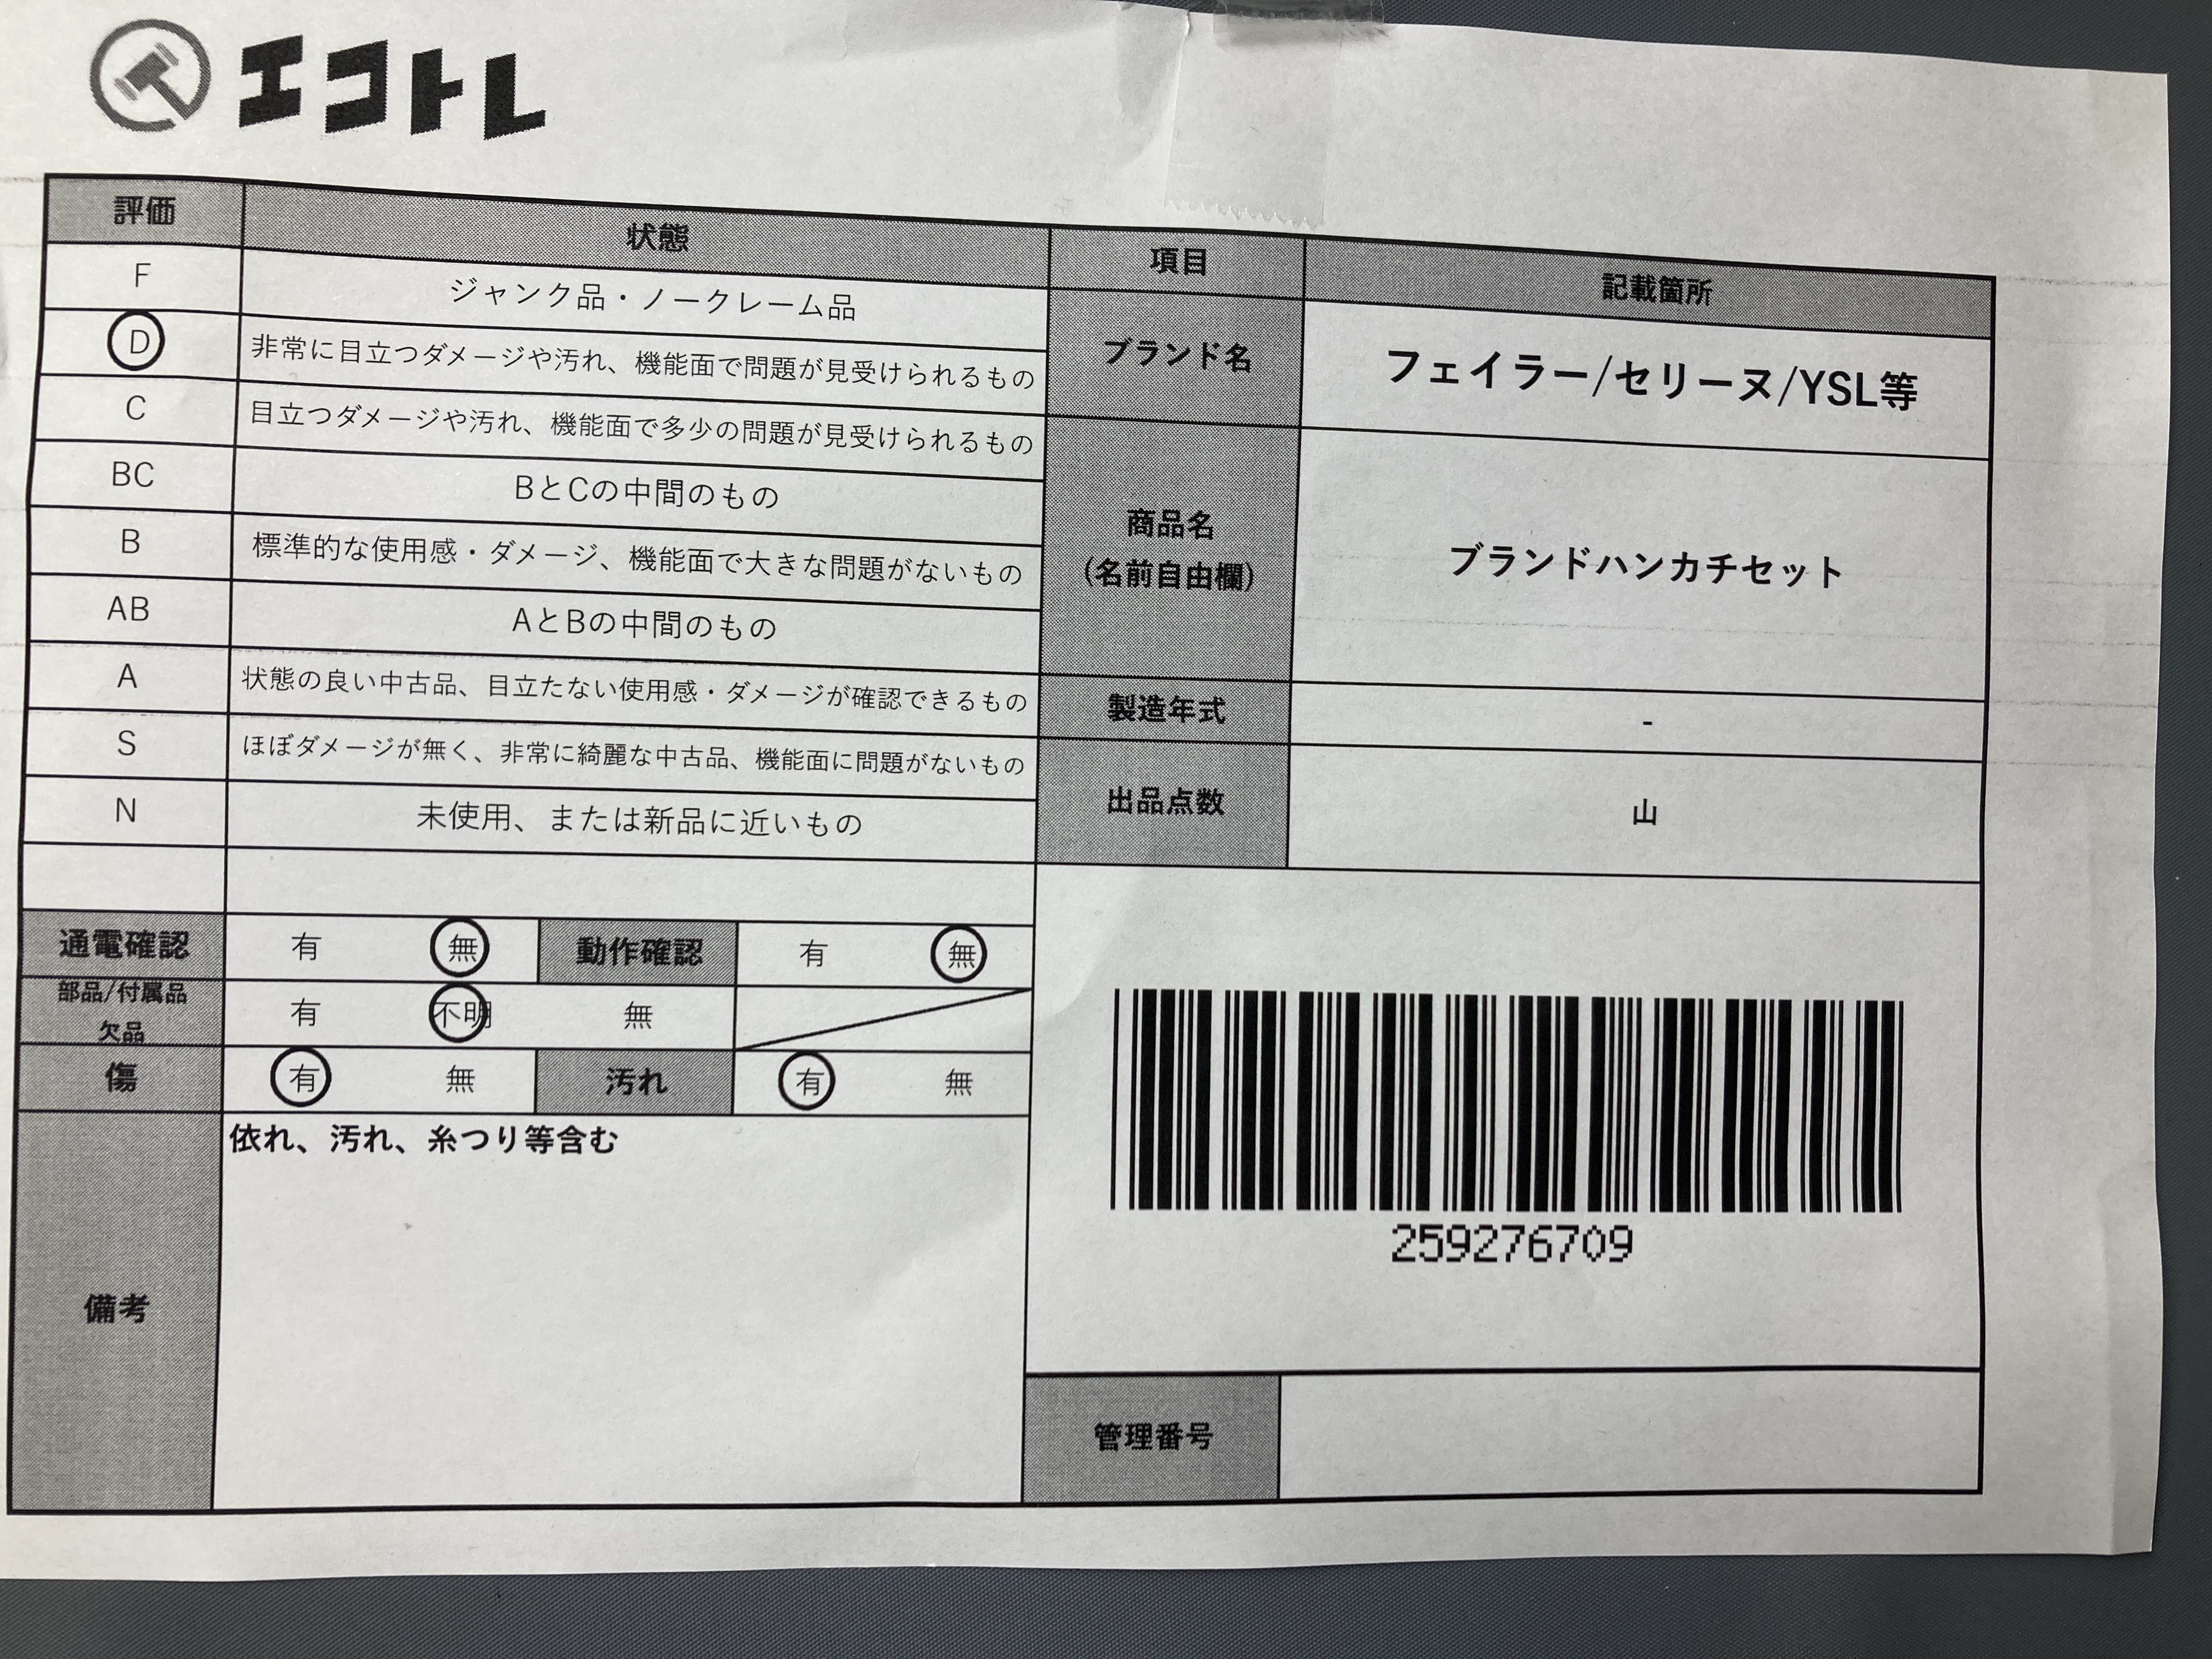 エコトレ
評価 状態 項目 記載箇所
F ジャンク品・ノークレーム品
D 非常に目立つダメージや汚れ、機能面で問題が見受けられるもの
C 目立つダメージや汚れ、機能面で多少の問題が見受けられるもの
BC BとCの中間のもの
B 標準的な使用感・ダメージ、機能面で大きな問題がないもの
AB AとBの中間のもの
A 状態の良い中古品、目立たない使用感・ダメージが確認できるもの
S ほぼダメージが無く、非常に綺麗な中古品、機能面に問題がないもの
N 未使用、または新品に近いもの
ブランド名 フェイラー/セリーヌ/YSL等
商品名
(名前自由欄)
ブランドハンカチセット
製造年式 -
出品点数 山
通電確認 有 無 動作確認 有 無
部品/付属品
欠品
有 不明 無
傷 有 無 汚れ 有 無
備考
依れ、汚れ、糸つり等含む
259276709
管理番号